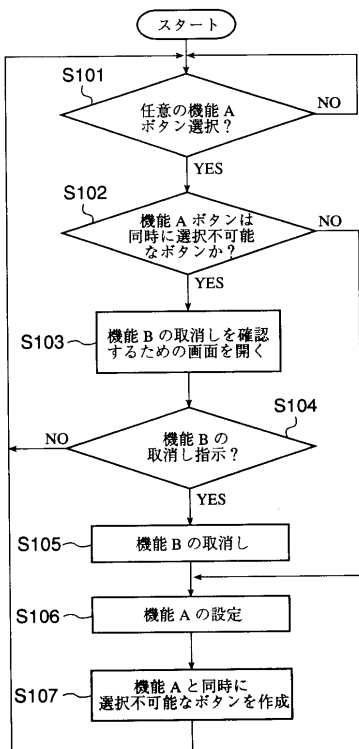 スタート
S101
任意の機能A
ボタン選択？
NO
YES
S102
機能Aボタンは
同時に選択不可能
なボタンか？
NO
YES
S103
機能Bの取消しを確認
するための画面を開く
S104
機能Bの
取消し指示？
NO
YES
S105
機能Bの取消し
S106
機能Aの設定
S107
機能Aと同時に
選択不可能なボタンを作成